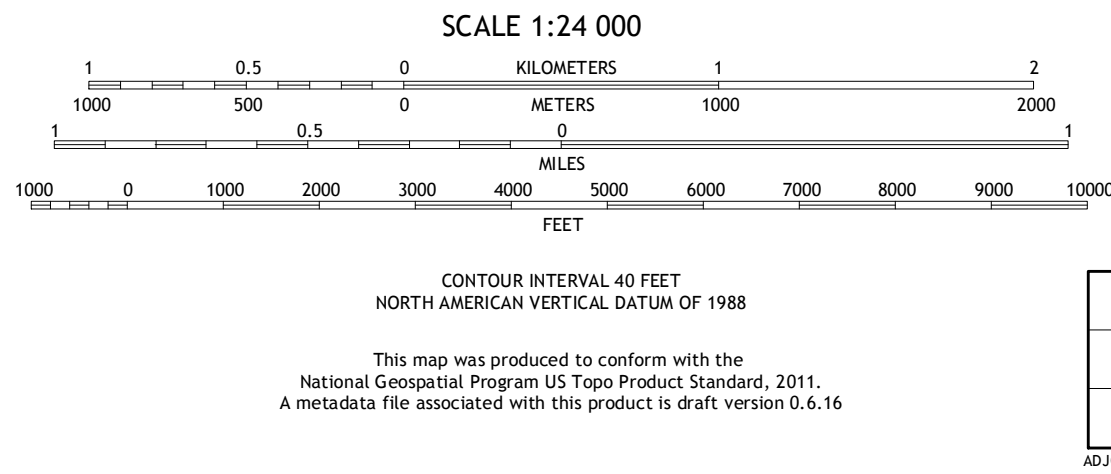 SCALE 1:24 000
1 0.5 0 KILOMETERS 1 2
1000 500 0 METERS 1000 2000
1 0.5 0 1
MILES
1000 0 1000 2000 3000 4000 5000 6000 7000 8000 9000 10000
FEET
CONTOUR INTERVAL 40 FEET
NORTH AMERICAN VERTICAL DATUM OF 1988
This map was produced to conform with the
National Geospatial Program US Topo Product Standard, 2011.
A metadata file associated with this product is draft version 0.6.16